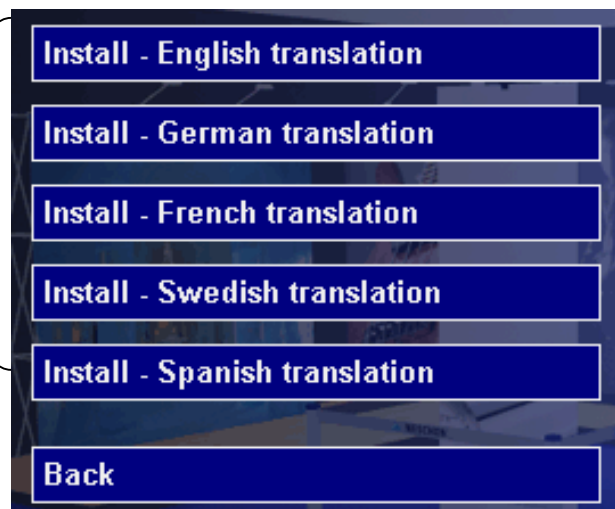 Install - English translation
Install - German translation
Install - French translation
Install - Swedish translation
Install - Spanish translation
Back